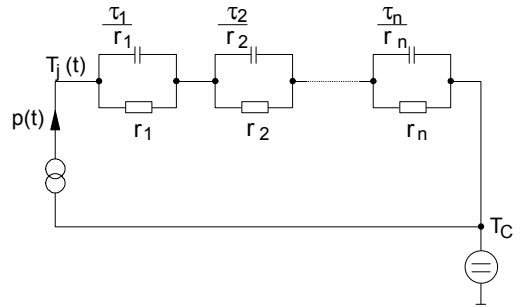 τ1 τ2 τn
r1 r2 rn
Tj (t)
p(t)
r1 r2 rn
TC